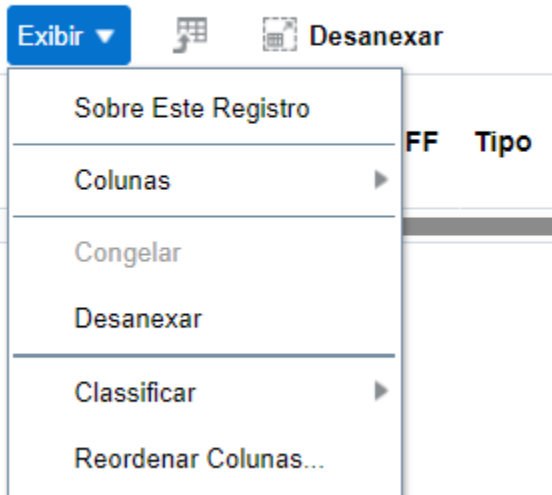 Exibir
Desanexar
Sobre Este Registro
FF Tipo
Colunas
Congelar
Desanexar
Classificar
Reordenar Colunas...